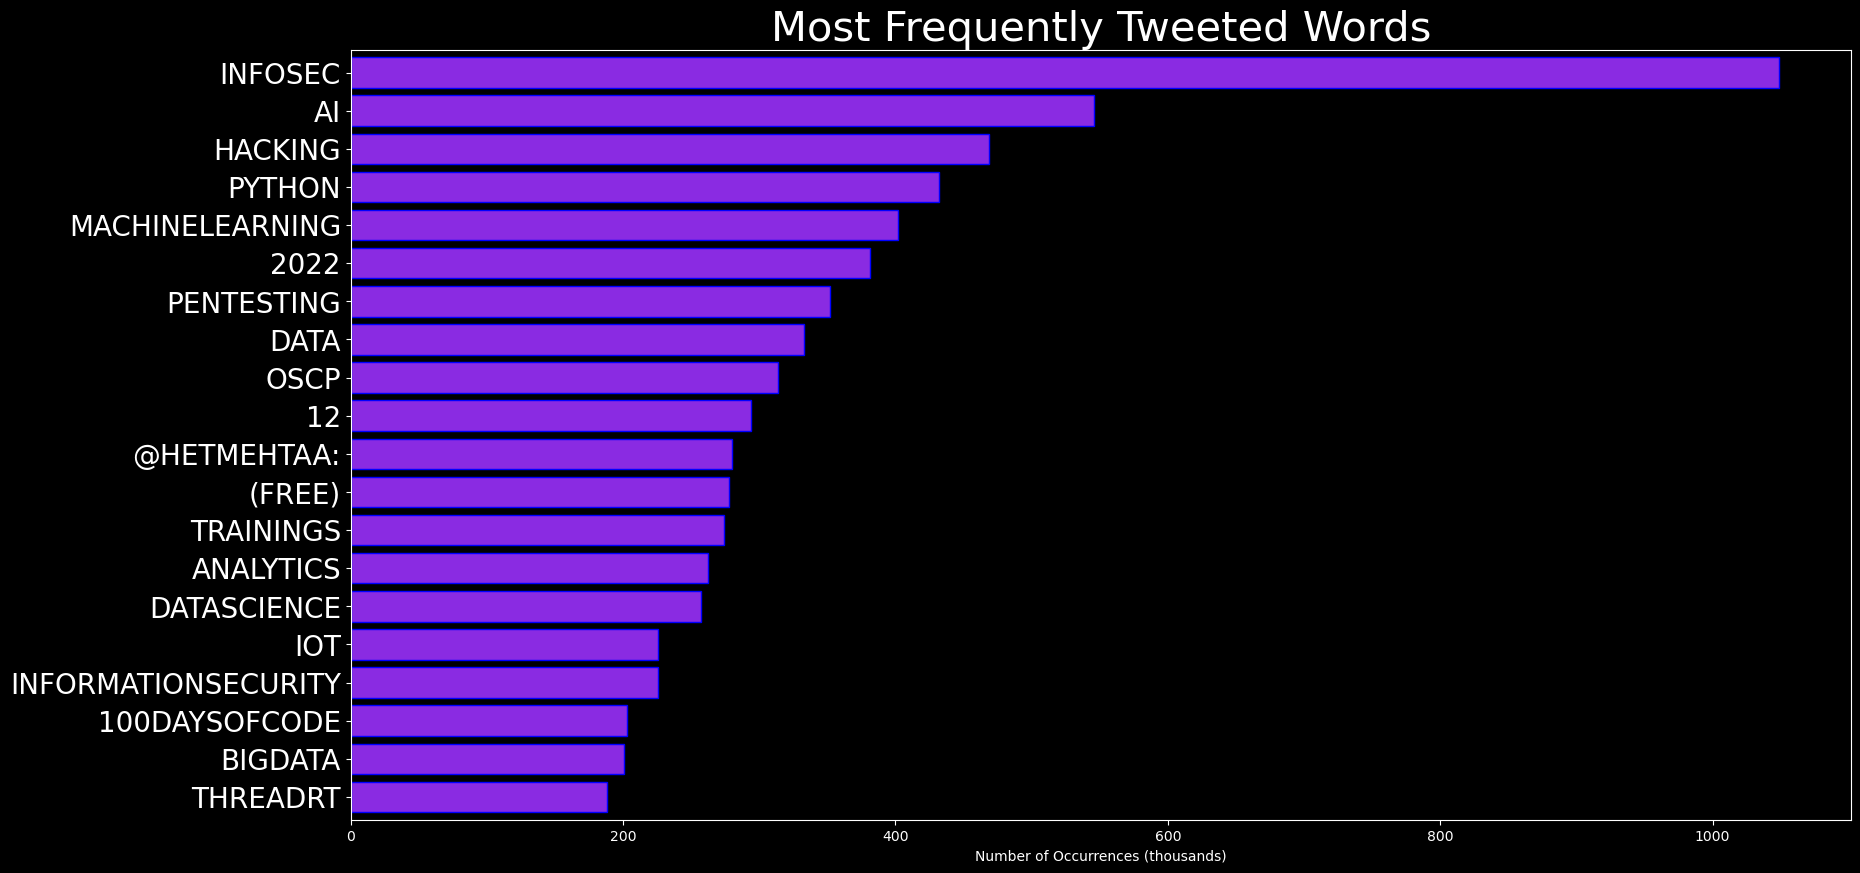 Most Frequently Tweeted Words
INFOSEC
AI
HACKING
PYTHON
MACHINELEARNING
2022
PENTESTING
DATA
OSCP
12
@HETMEHTAA:
(FREE)
TRAININGS
ANALYTICS
DATASCIENCE
IOT
INFORMATIONSECURITY
100DAYSOFCODE
BIGDATA
THREADRT
0 200 400 600 800 1000
Number of Occurrences (thousands)